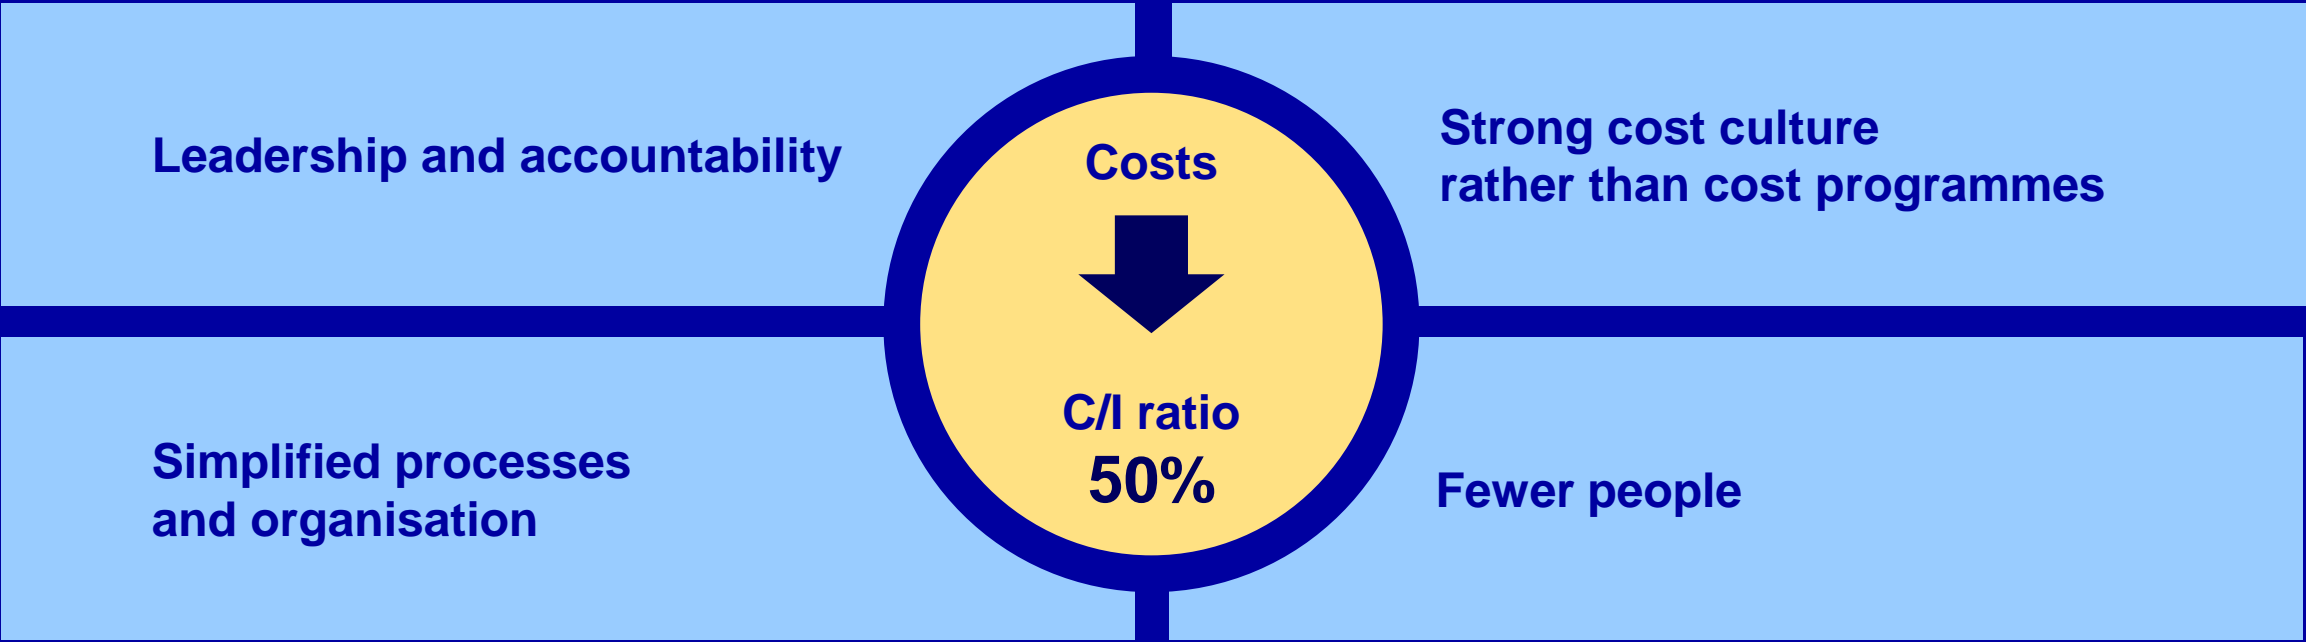 Leadership and accountability
Strong cost culture
rather than cost programmes
Costs
C/I ratio
50%
Simplified processes
and organisation
Fewer people